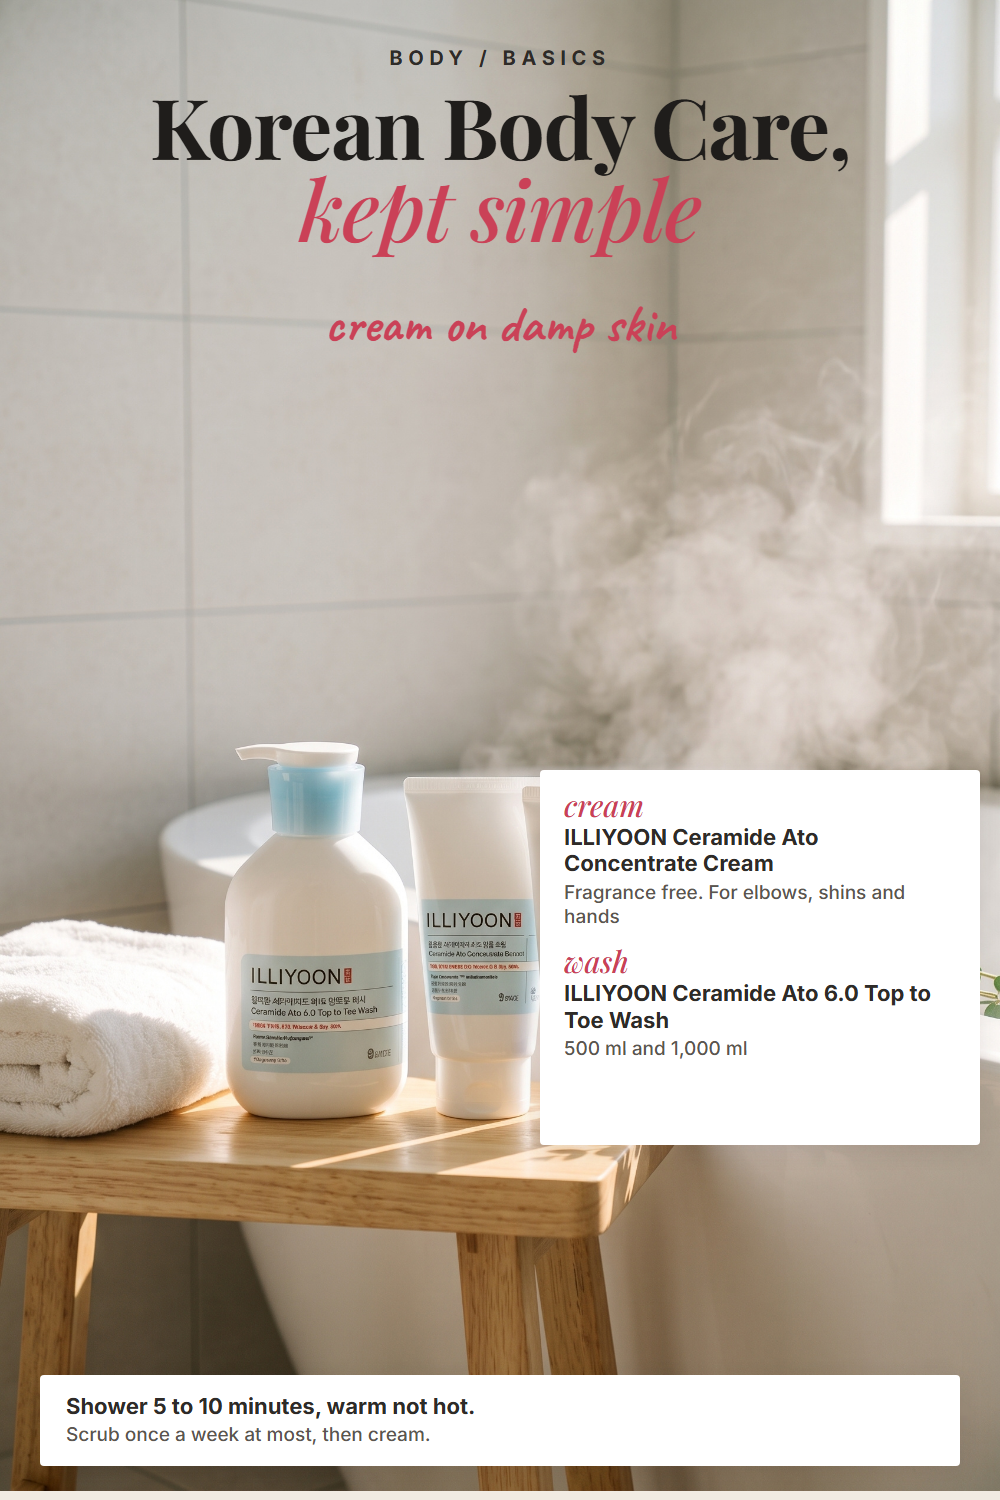 BODY / BASICS
Korean Body Care,
kept simple
cream on damp skin
cream
ILLIYOON Ceramide Ato
Concentrate Cream
Fragrance free. For elbows, shins and
hands
wash
ILLIYOON Ceramide Ato 6.0 Top to
Toe Wash
500 ml and 1,000 ml
ILLIYOON
Ceramide Ato 6.0 Top to Tee Wash
ILLIYOON
Ceramide Ato
Shower 5 to 10 minutes, warm not hot.
Scrub once a week at most, then cream.